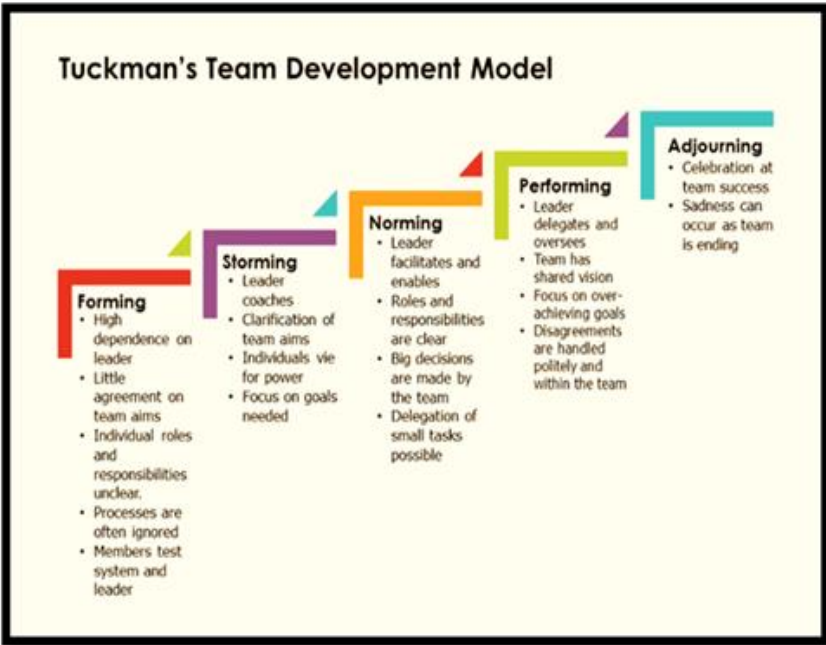 Tuckman's Team Development Model
Forming
• High
dependence on
leader
• Little
agreement on
team aims
• Individual roles
and
responsibilities
unclear.
• Processes are
often ignored
• Members test
system and
leader
Storming
• Leader
coaches
• Clarification of
team aims
• Individuals vie
for power
• Focus on goals
needed
Norming
• Leader
facilitates and
enables
• Roles and
responsibilities
are clear
• Big decisions
are made by
the team
• Delegation of
small tasks
possible
Performing
• Leader
delegates and
oversees
• Team has
shared vision
• Focus on over-
achieving goals
• Disagreements
are handled
politely and
within the team
Adjourning
• Celebration at
team success
• Sadness can
occur as team
is ending